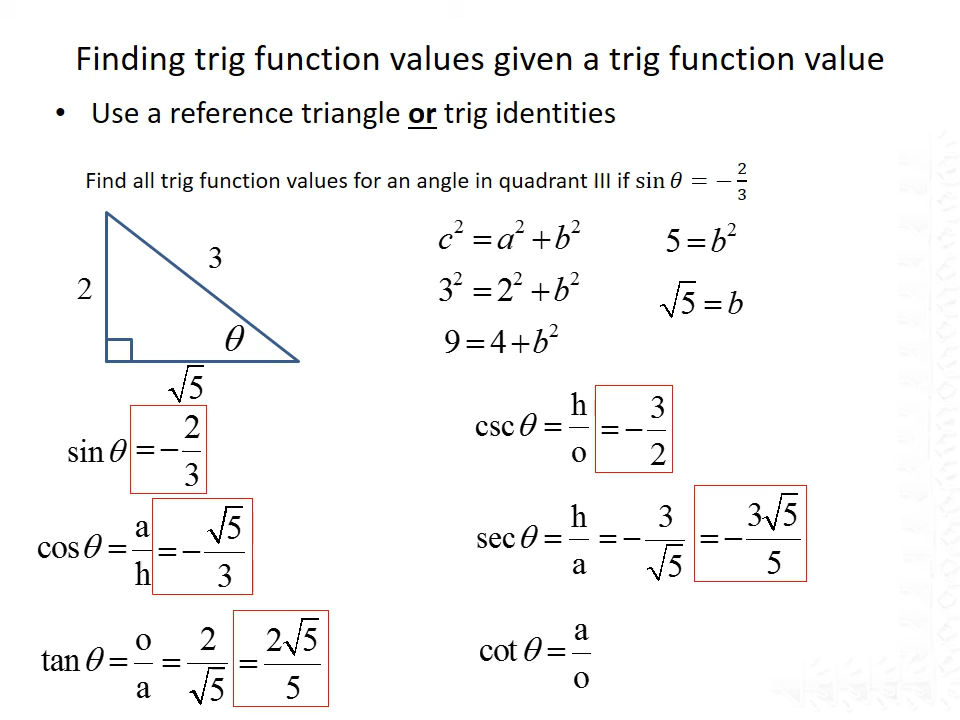 Finding trig function values given a trig function value
• Use a reference triangle or trig identities
Find all trig function values for an angle in quadrant III if sin θ = −2/3
2
3
θ
√5
c² = a² + b²
3² = 2² + b²
9 = 4 + b²
5 = b²
√5 = b
sin θ = −2/3
cos θ = a/h = −√5/3
tan θ = o/a = 2/√5 = 2√5/5
csc θ = h/o = −3/2
sec θ = h/a = −3/√5 = −3√5/5
cot θ = a/o